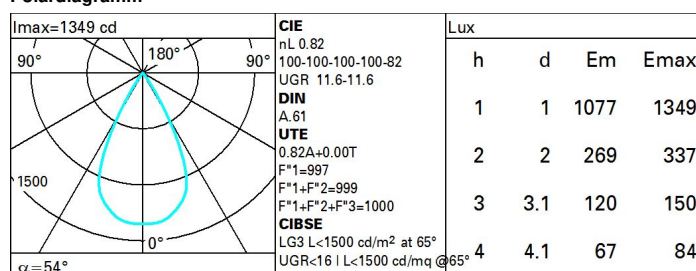 Imax=1349 cd
90° 180° 90°
1500
0°
α=54°
CIE
nL 0.82
100-100-100-100-82
UGR 11.6-11.6
DIN
A.61
UTE
0.82A+0.00T
F"1=997
F"1+F"2=999
F"1+F"2+F"3=1000
CIBSE
LG3 L<1500 cd/m² at 65°
UGR<16 | L<1500 cd/mq @65°
Lux
h d Em Emax
1 1 1077 1349
2 2 269 337
3 3.1 120 150
4 4.1 67 84